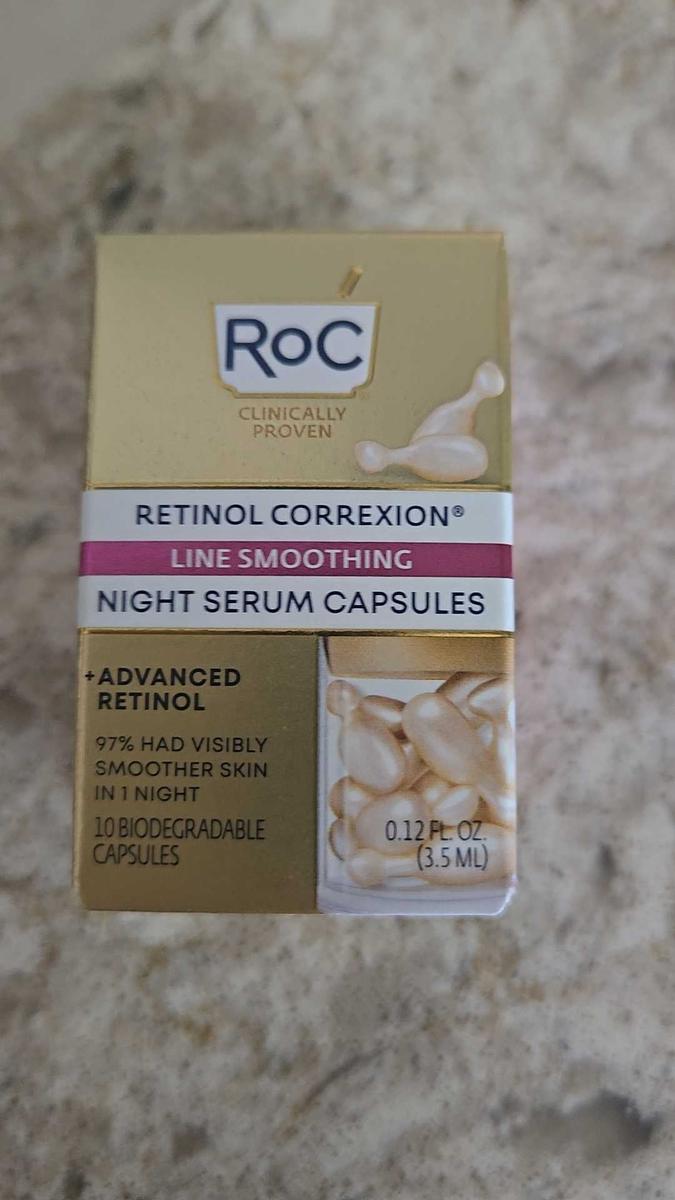 RoC
CLINICALLY
PROVEN
RETINOL CORREXION®
LINE SMOOTHING
NIGHT SERUM CAPSULES
+ADVANCED
RETINOL
97% HAD VISIBLY
SMOOTHER SKIN
IN 1 NIGHT
10 BIODEGRADABLE
CAPSULES
0.12 FL. OZ.
(3.5 ML)